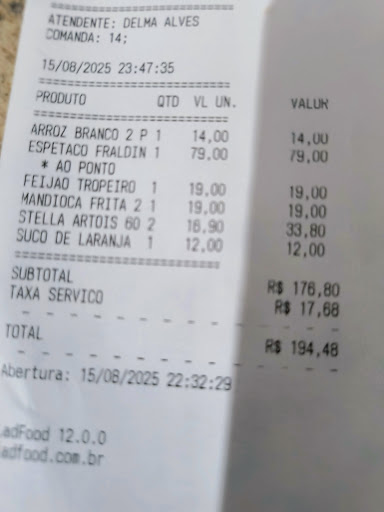 ==============================
ATENDENTE: DELMA ALVES
COMANDA: 14;
15/08/2025 23:47:35
==============================
PRODUTO QTD VL UN. VALUR
==============================
ARROZ BRANCO 2 P 1 14,00 14,00
ESPETACO FRALDIN 1 79,00 79,00
* AO PONTO
FEIJAO TROPEIRO 1 19,00 19,00
MANDIOCA FRITA 2 1 19,00 19,00
STELLA ARTOIS 60 2 16,90 33,80
SUCO DE LARANJA 1 12,00 12,00
==============================
SUBTOTAL R$ 176,80
TAXA SERVICO R$ 17,68
- - - - - - - - - - - - - - -
TOTAL R$ 194,48
- - - - - - - - - - - - - - -
Abertura: 15/08/2025 22:32:29
adFood 12.0.0
adfood.com.br